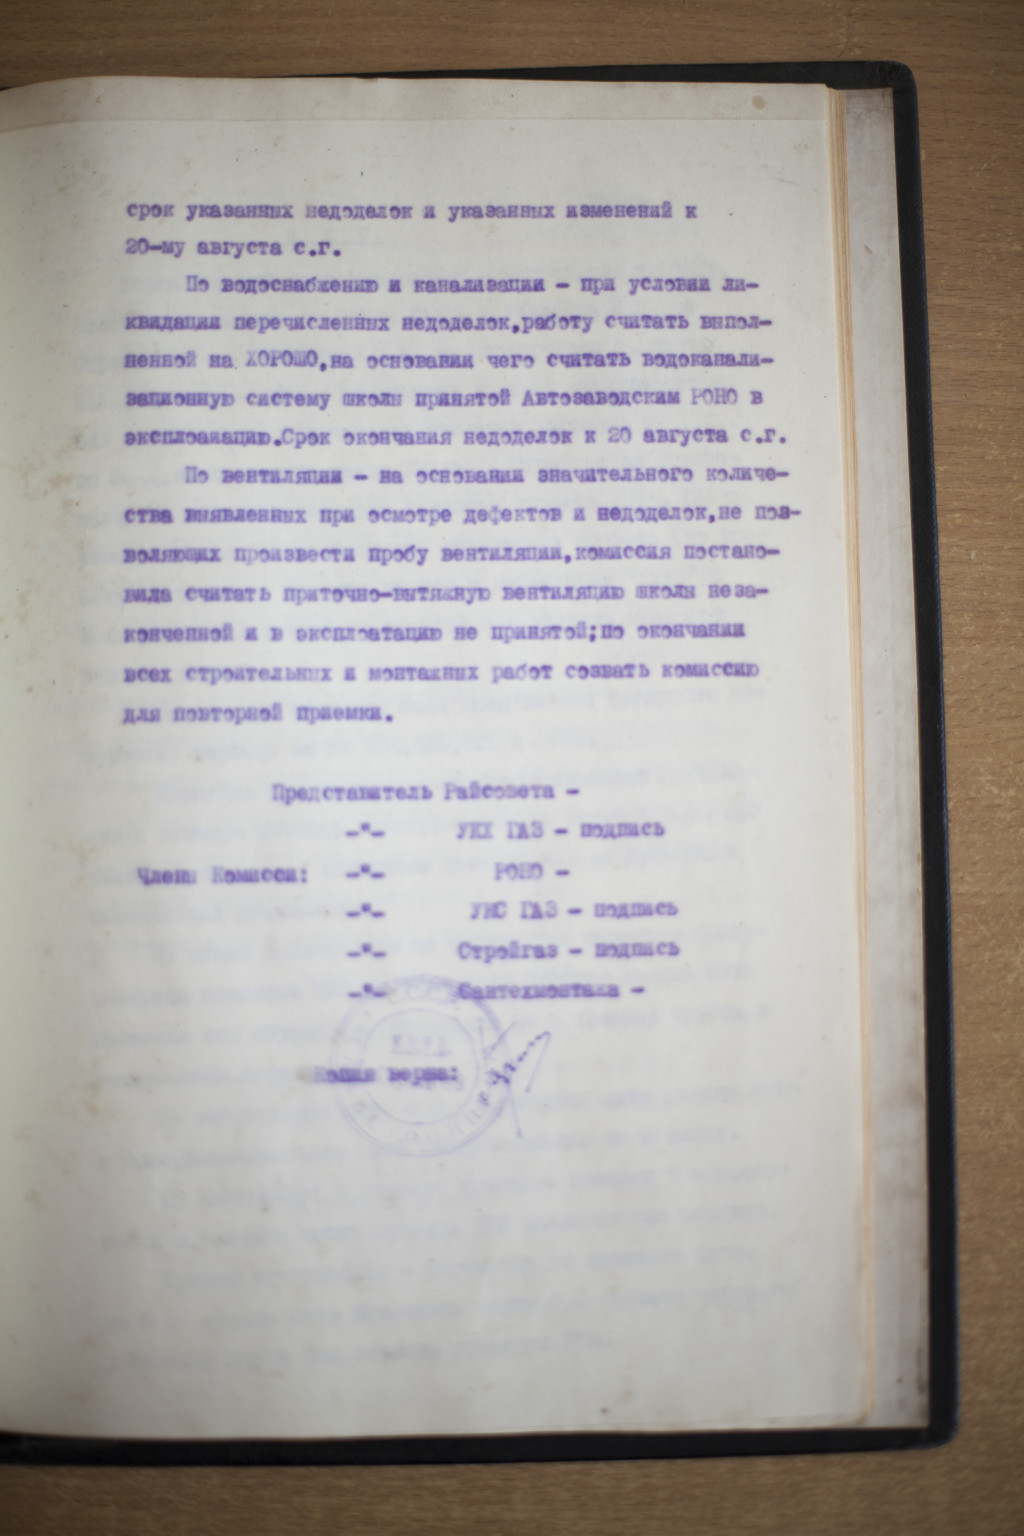 срок указанных недоделок и указанных изменений к
20-му августа с.г.
По водоснабжению и канализации - при условии ли-
квидации перечисленных недоделок,работу считать выпол-
ненной на ХОРОШО,на основании чего считать водоканали-
зационную систему школы принятой Автозаводским РОНО в
эксплоанацию.Срок окончания недоделок к 20 августа с.г.
По вентиляции - на основании значительного количе-
ства выявленных при осмотре дефектов и недоделок,не поз-
воляющих произвести пробу вентиляции,комиссия постано-
вила считать приточно-вытяжную вентиляцию школы неза-
конченной и в эксплоатацию не принятой;по окончании
всех строительных и монтажных работ созвать комиссию
для повторной приемки.
Представитель Райсовета -
-"- УКХ ГАЗ - подпись
Члены Комисси: -"- РОНО -
-"- УКС ГАЗ - подпись
-"- Стройгаз - подпись
-"- Сантехмонтажа -
Копия верна: